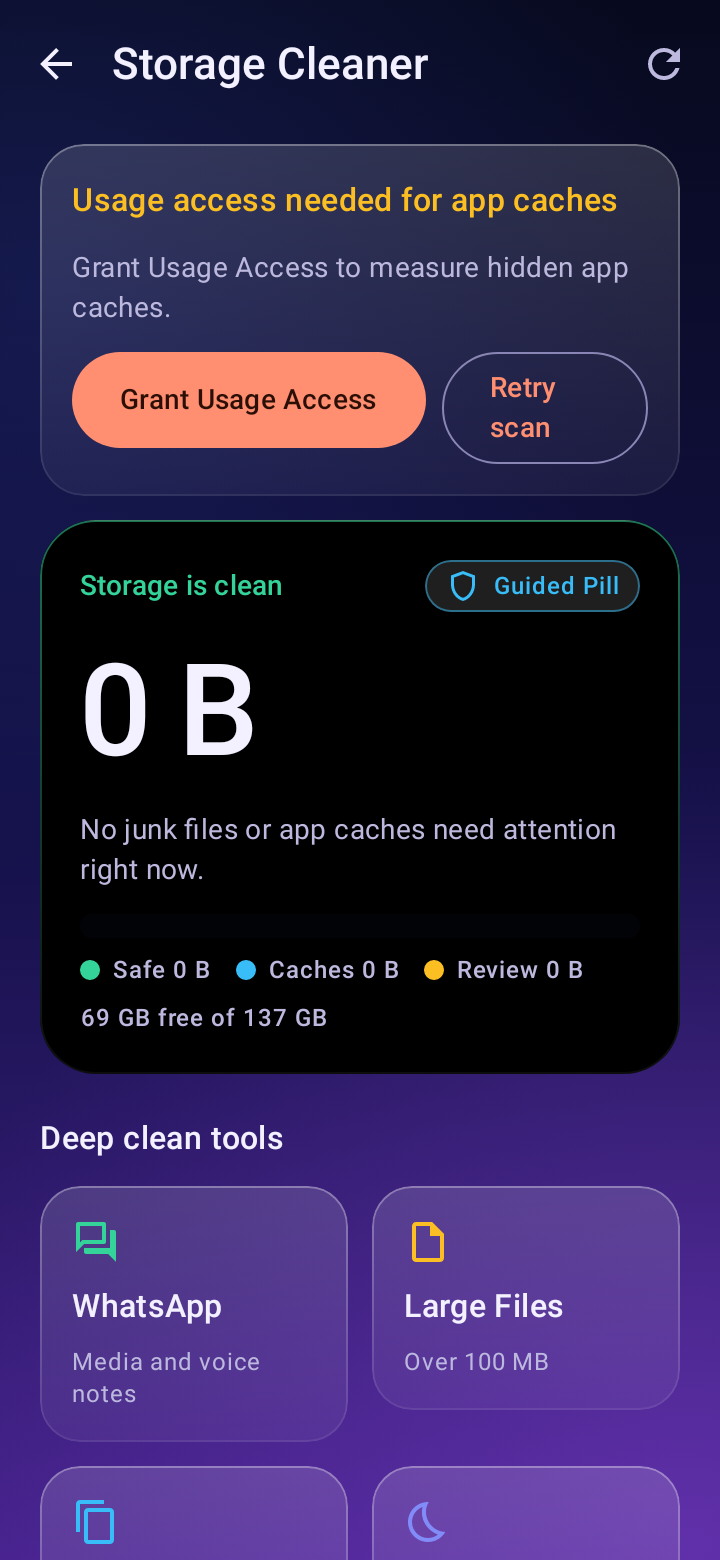 Storage Cleaner
Usage access needed for app caches
Grant Usage Access to measure hidden app
caches.
Grant Usage Access
Retry
scan
Storage is clean
Guided Pill
0 B
No junk files or app caches need attention
right now.
Safe 0 B
Caches 0 B
Review 0 B
69 GB free of 137 GB
Deep clean tools
WhatsApp
Media and voice
notes
Large Files
Over 100 MB